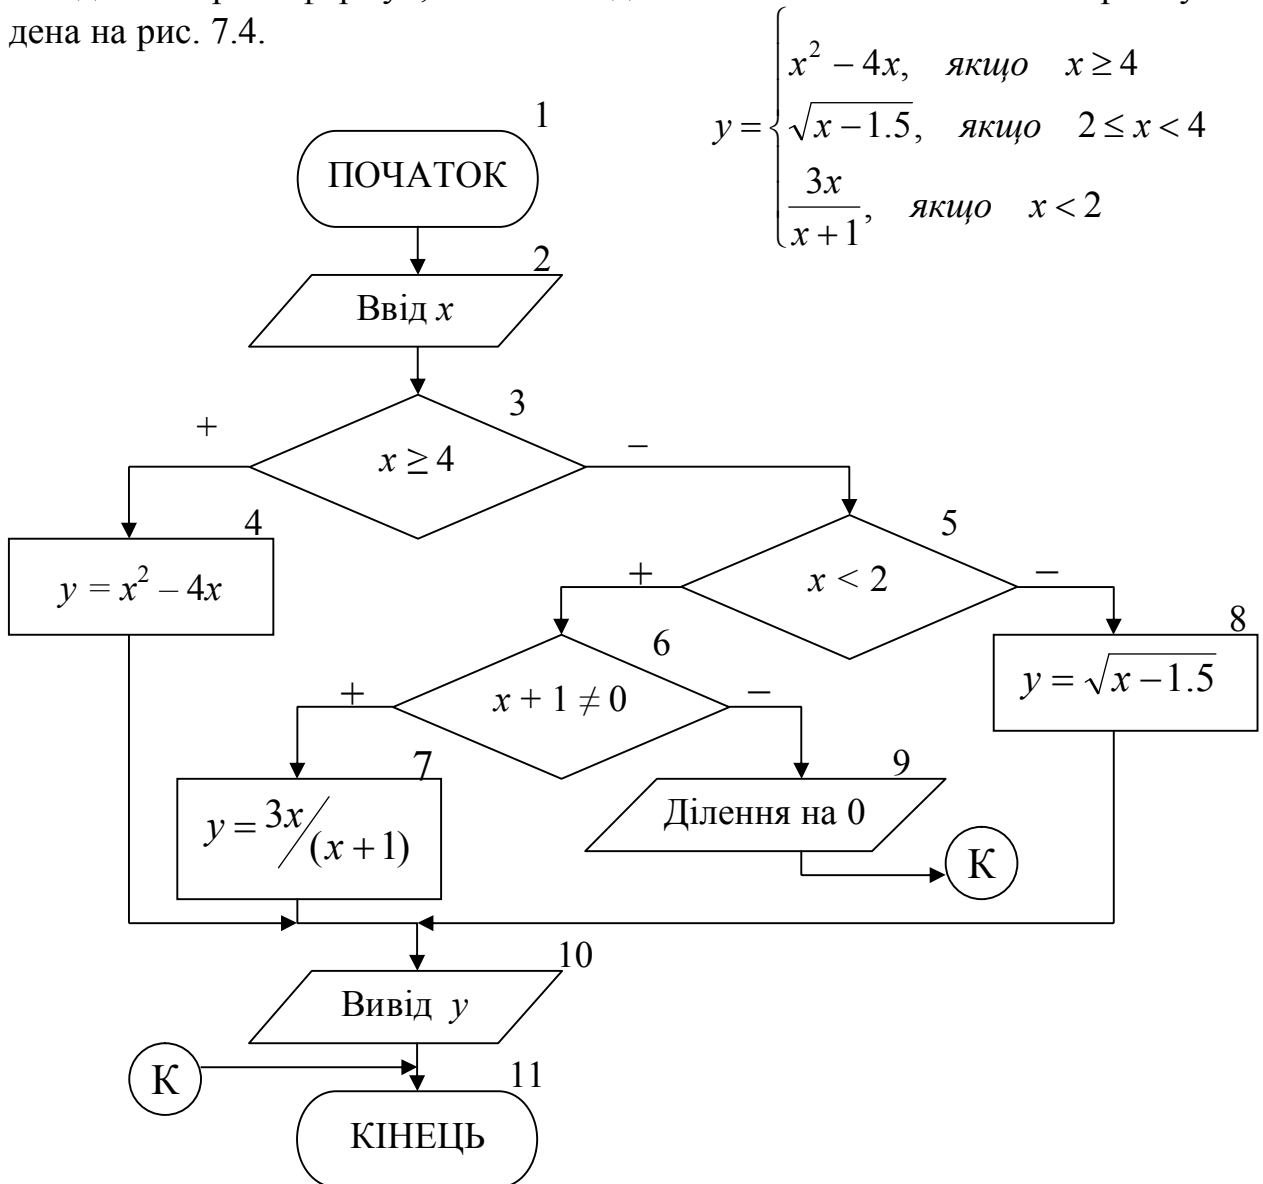 дена на рис. 7.4.
y = { x² − 4x, якщо x ≥ 4
√(x − 1.5), якщо 2 ≤ x < 4
3x / (x + 1), якщо x < 2
1
ПОЧАТОК
2
Ввід x
3
x ≥ 4
+
–
4
y = x² – 4x
5
x < 2
+
–
6
x + 1 ≠ 0
+
–
7
y = 3x/(x + 1)
8
y = √(x − 1.5)
9
Ділення на 0
К
10
Вивід y
К
11
КІНЕЦЬ